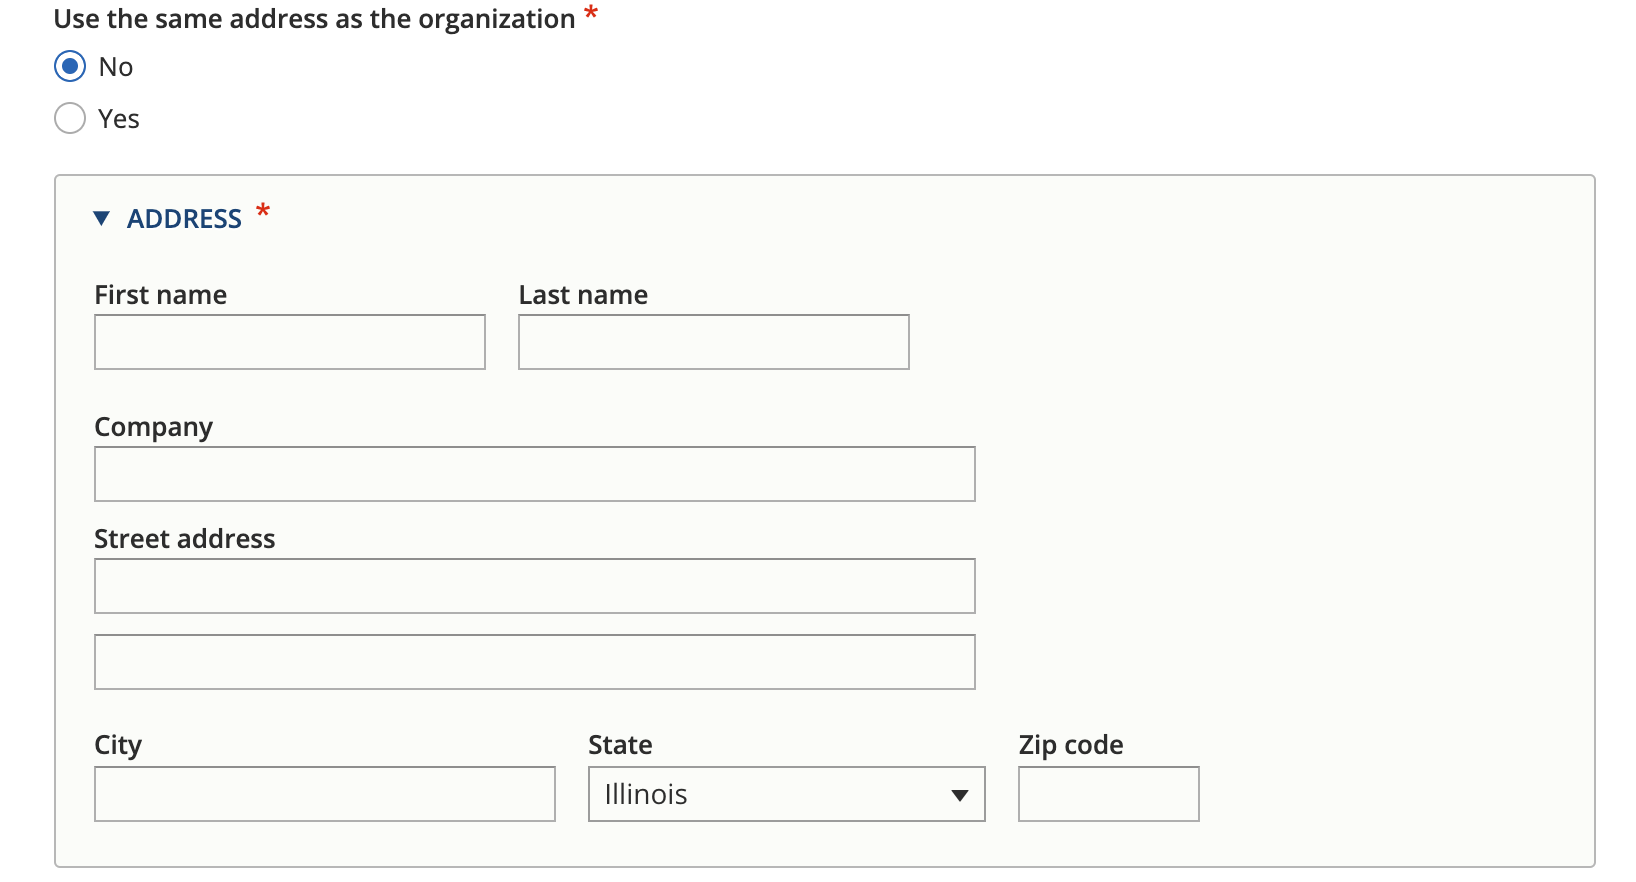 Use the same address as the organization *
No
Yes
ADDRESS *
First name Last name
Company
Street address
City State Zip code
Illinois